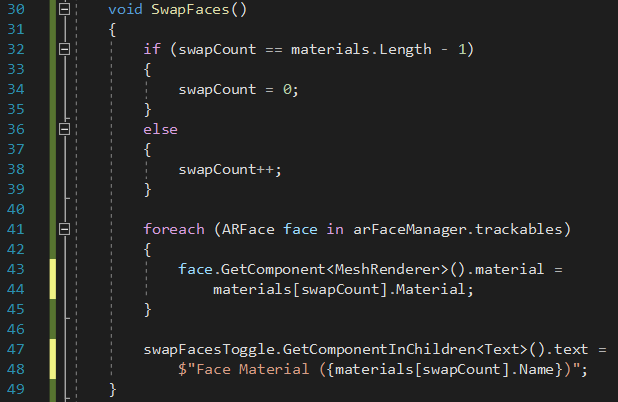 30 void SwapFaces()
31 {
32 if (swapCount == materials.Length - 1)
33 {
34 swapCount = 0;
35 }
36 else
37 {
38 swapCount++;
39 }
40
41 foreach (ARFace face in arFaceManager.trackables)
42 {
43 face.GetComponent<MeshRenderer>().material =
44 materials[swapCount].Material;
45 }
46
47 swapFacesToggle.GetComponentInChildren<Text>().text =
48 $"Face Material ({materials[swapCount].Name})";
49 }